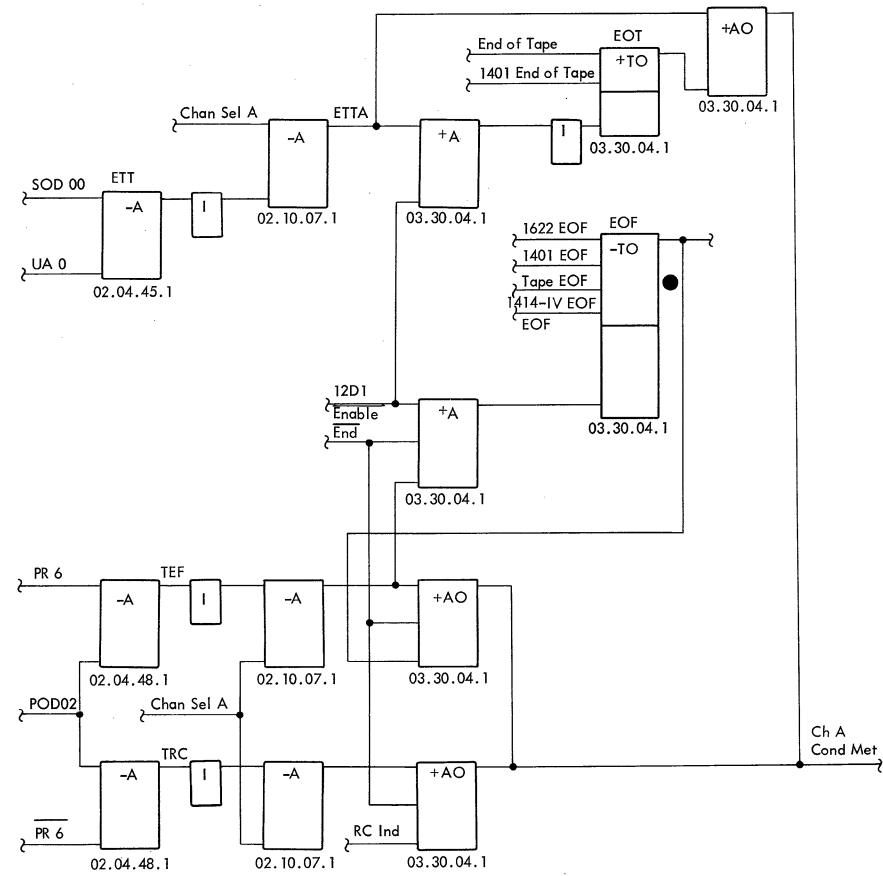 +AO
EOT
End of Tape
+TO
1401 End of Tape
03.30.04.1
Chan Sel A
ETTA
-A
+A
I
03.30.04.1
ETT
SOD 00
-A
I
02.10.07.1
03.30.04.1
1622 EOF
EOF
-TO
1401 EOF
UA 0
Tape EOF
02.04.45.1
1414-IV EOF
EOF
12D1
Enable
+A
End
03.30.04.1
03.30.04.1
PR 6
TEF
-A
I
-A
+AO
02.04.48.1
02.10.07.1
03.30.04.1
POD02
Chan Sel A
Ch A
Cond Met
TRC
-A
I
-A
+AO
PR 6
RC Ind
02.04.48.1
02.10.07.1
03.30.04.1